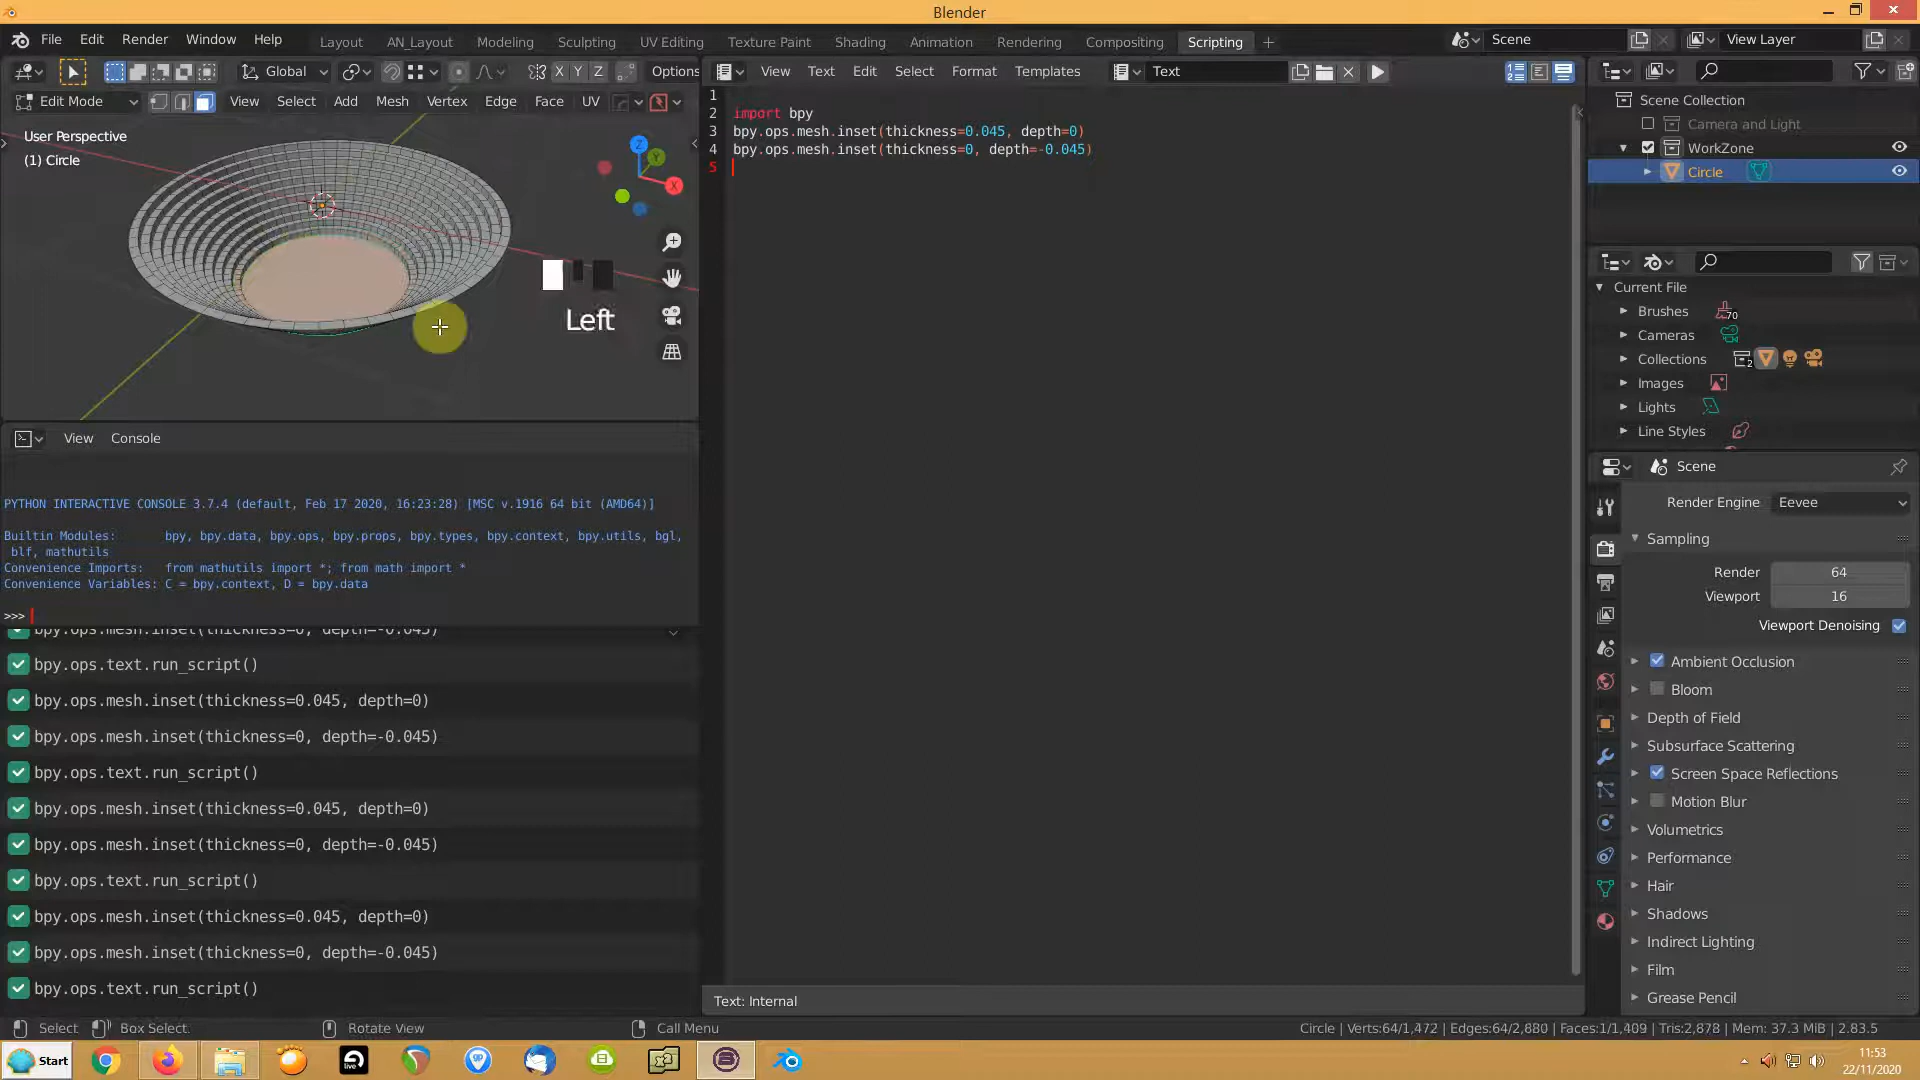 Blender
File Edit Render Window Help
Layout AN_Layout Modeling Sculpting UV Editing Texture Paint Shading Animation Rendering Compositing Scripting
Scene
View Layer
Global
X Y Z
Options
View Text Edit Select Format Templates
Text
Edit Mode
View Select Add Mesh Vertex Edge Face UV
User Perspective
(1) Circle
Z
Y
X
Left
1
2 import bpy
3 bpy.ops.mesh.inset(thickness=0.045, depth=0)
4 bpy.ops.mesh.inset(thickness=0, depth=-0.045)
5
Scene Collection
Camera and Light
WorkZone
Circle
Current File
Brushes 70
Cameras
Collections 2
Images
Lights
Line Styles
View Console
PYTHON INTERACTIVE CONSOLE 3.7.4 (default, Feb 17 2020, 16:23:28) [MSC v.1916 64 bit (AMD64)]
Builtin Modules: bpy, bpy.data, bpy.ops, bpy.props, bpy.types, bpy.context, bpy.utils, bgl,
blf, mathutils
Convenience Imports: from mathutils import *; from math import *
Convenience Variables: C = bpy.context, D = bpy.data
>>>
bpy.ops.mesh.inset(thickness=0, depth=-0.045)
bpy.ops.text.run_script()
bpy.ops.mesh.inset(thickness=0.045, depth=0)
bpy.ops.mesh.inset(thickness=0, depth=-0.045)
bpy.ops.text.run_script()
bpy.ops.mesh.inset(thickness=0.045, depth=0)
bpy.ops.mesh.inset(thickness=0, depth=-0.045)
bpy.ops.text.run_script()
bpy.ops.mesh.inset(thickness=0.045, depth=0)
bpy.ops.mesh.inset(thickness=0, depth=-0.045)
bpy.ops.text.run_script()
Text: Internal
Scene
Render Engine Eevee
Sampling
Render 64
Viewport 16
Viewport Denoising
Ambient Occlusion
Bloom
Depth of Field
Subsurface Scattering
Screen Space Reflections
Motion Blur
Volumetrics
Performance
Hair
Shadows
Indirect Lighting
Film
Grease Pencil
Select
Box Select
Rotate View
Call Menu
Circle | Verts:64/1,472 | Edges:64/2,880 | Faces:1/1,409 | Tris:2,878 | Mem: 37.3 MiB | 2.83.5
Start
live
11:53
22/11/2020